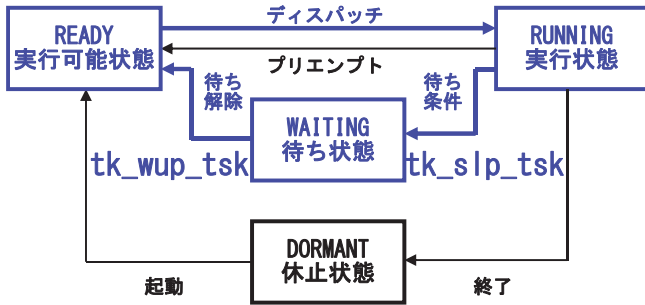 ディスパッチ
READY
実行可能状態
RUNNING
実行状態
プリエンプト
待ち
解除
待ち
条件
WAITING
待ち状態
tk_wup_tsk
tk_slp_tsk
DORMANT
休止状態
起動
終了